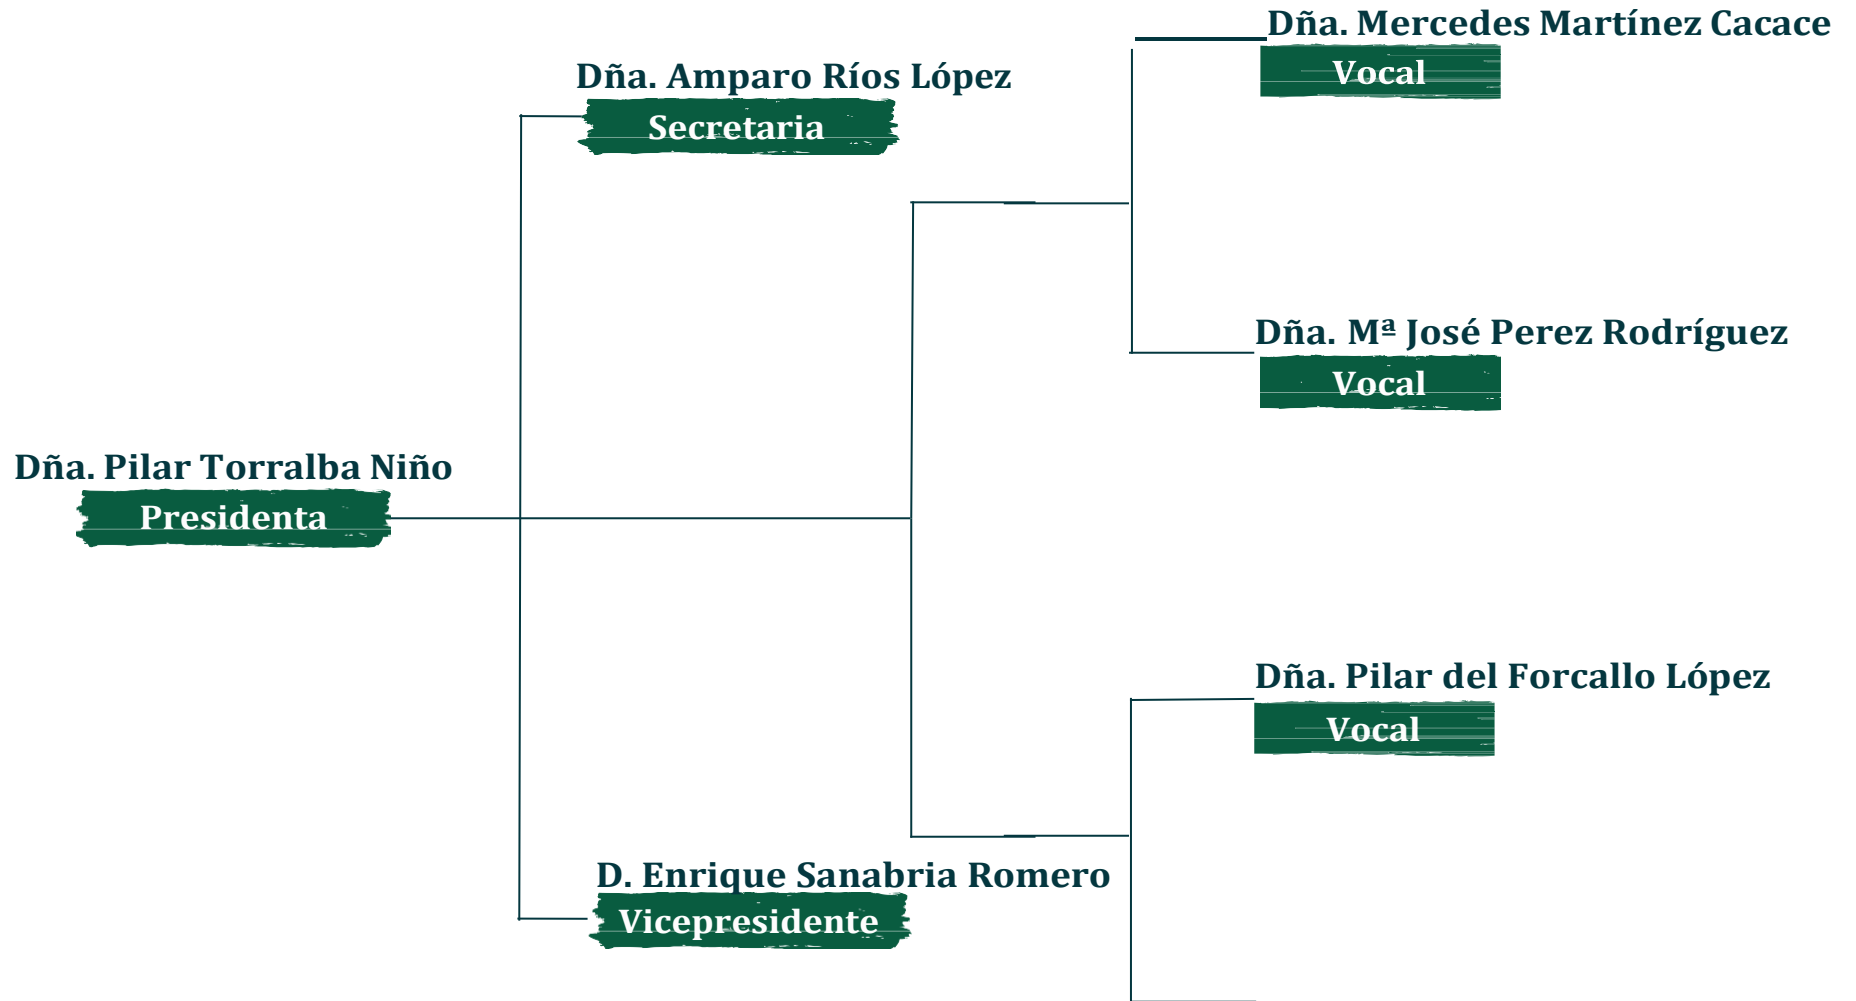 Dña. Mercedes Martínez Cacace
Vocal
Dña. Amparo Ríos López
Secretaria
Dña. Mª José Perez Rodríguez
Vocal
Dña. Pilar Torralba Niño
Presidenta
Dña. Pilar del Forcallo López
Vocal
D. Enrique Sanabria Romero
Vicepresidente